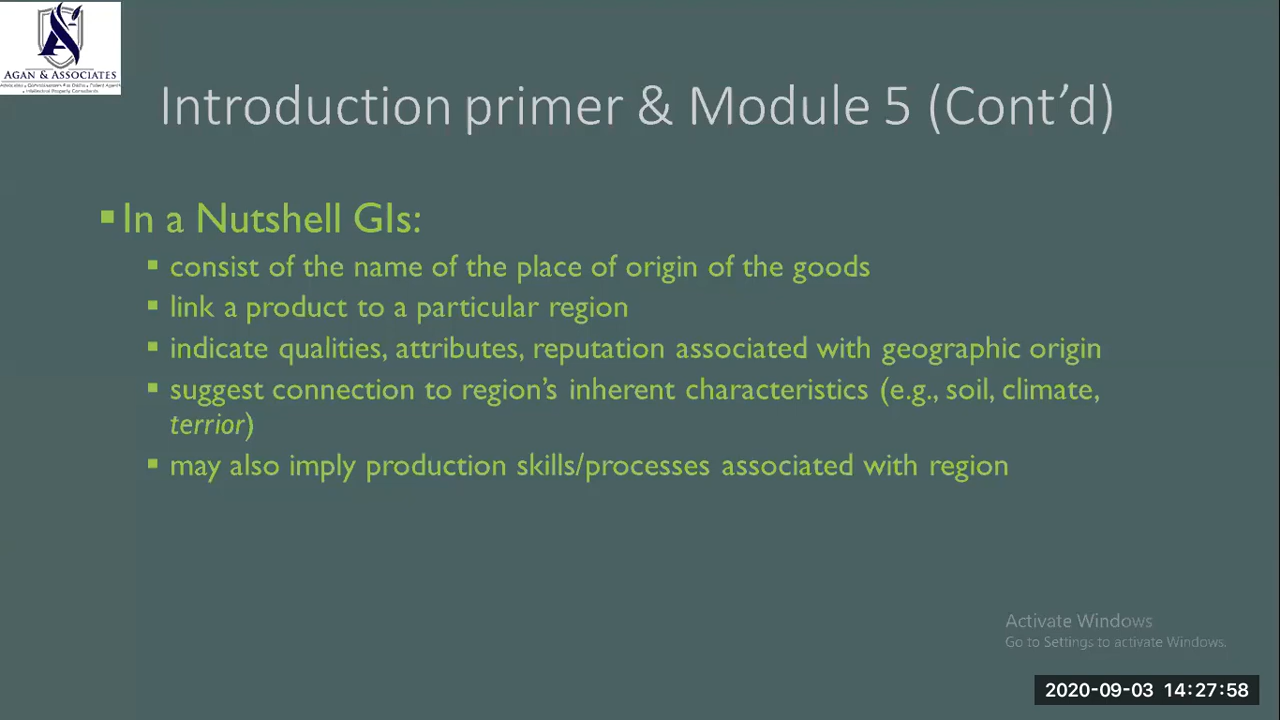 AGAN & ASSOCIATES
Introduction primer & Module 5 (Cont’d)
In a Nutshell GIs:
consist of the name of the place of origin of the goods
link a product to a particular region
indicate qualities, attributes, reputation associated with geographic origin
suggest connection to region’s inherent characteristics (e.g., soil, climate,
terrior)
may also imply production skills/processes associated with region
Activate Windows
Go to Settings to activate Windows.
2020-09-03 14:27:58